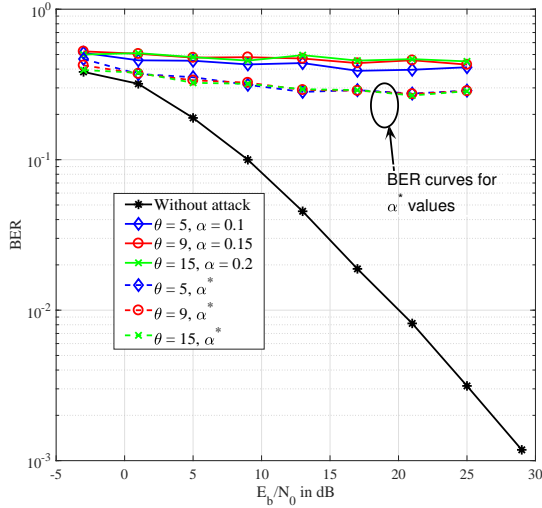 10^0
10^-1
10^-2
10^-3
BER
-5 0 5 10 15 20 25 30
E_b/N_0 in dB
Without attack
θ = 5, α = 0.1
θ = 9, α = 0.15
θ = 15, α = 0.2
θ = 5, α^*
θ = 9, α^*
θ = 15, α^*
BER curves for
α^* values